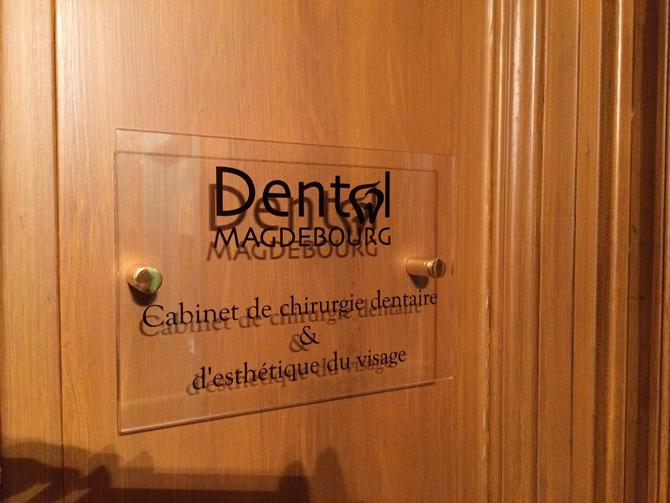 Dental
MAGDEBOURG
Cabinet de chirurgie dentaire
&
d'esthétique du visage